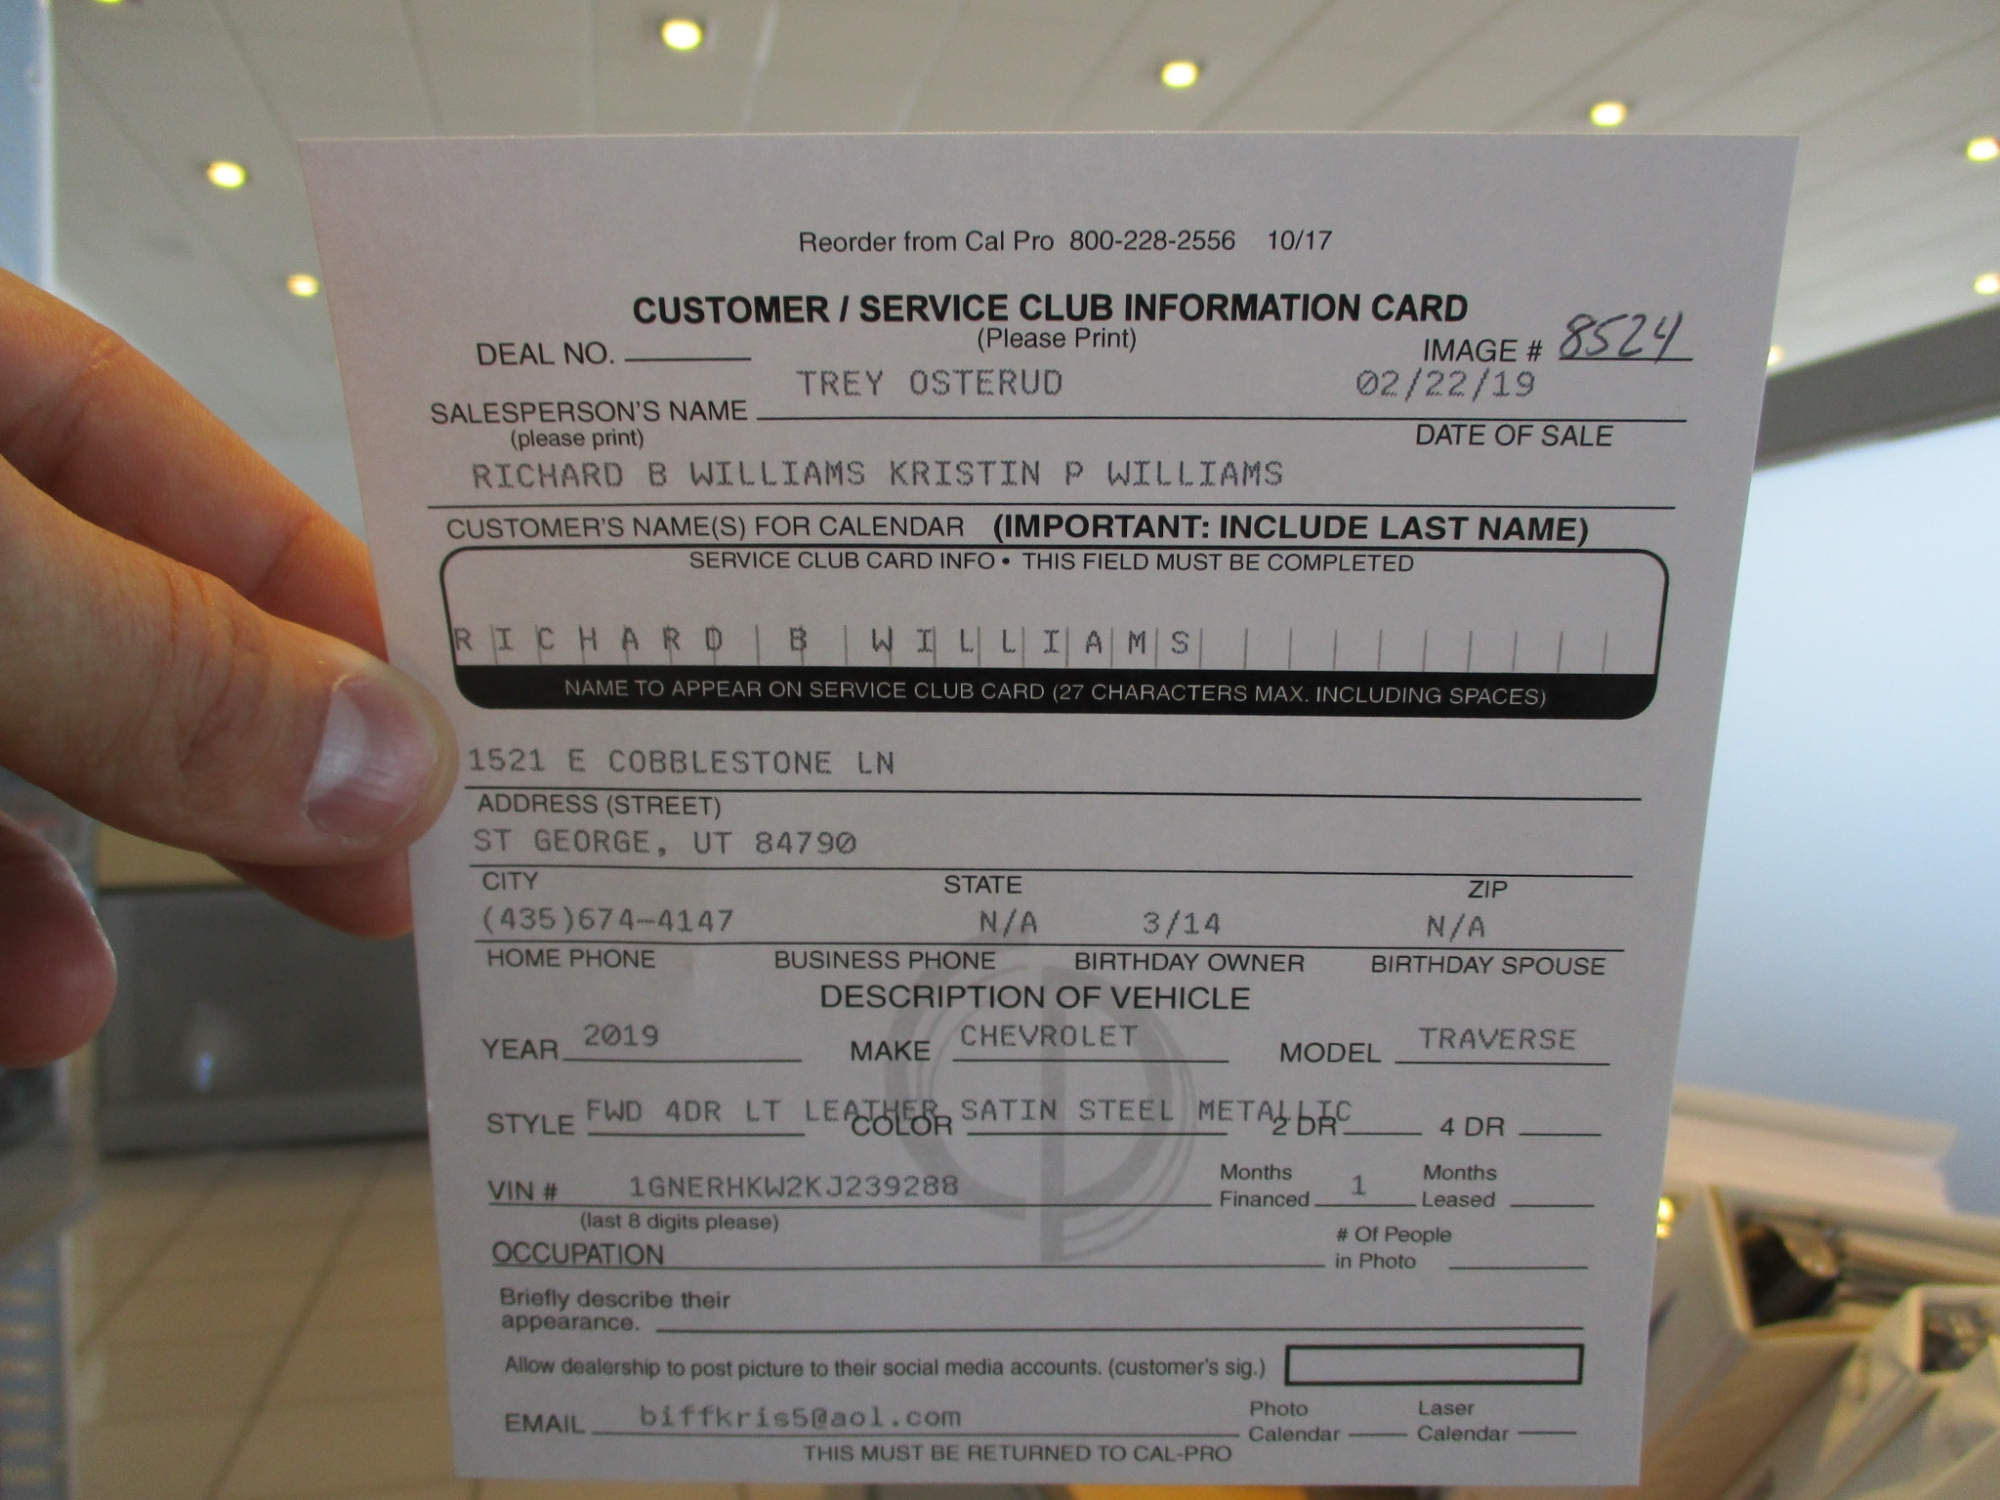 Reorder from Cal Pro 800-228-2556 10/17
CUSTOMER / SERVICE CLUB INFORMATION CARD
(Please Print)
DEAL NO. IMAGE # 8524
TREY OSTERUD 02/22/19
SALESPERSON'S NAME
(please print) DATE OF SALE
RICHARD B WILLIAMS KRISTIN P WILLIAMS
CUSTOMER'S NAME(S) FOR CALENDAR (IMPORTANT: INCLUDE LAST NAME)
SERVICE CLUB CARD INFO • THIS FIELD MUST BE COMPLETED
RICHARD B WILLIAMS
NAME TO APPEAR ON SERVICE CLUB CARD (27 CHARACTERS MAX. INCLUDING SPACES)
1521 E COBBLESTONE LN
ADDRESS (STREET)
ST GEORGE, UT 84790
CITY STATE ZIP
(435)674-4147 N/A 3/14 N/A
HOME PHONE BUSINESS PHONE BIRTHDAY OWNER BIRTHDAY SPOUSE
DESCRIPTION OF VEHICLE
YEAR 2019 MAKE CHEVROLET MODEL TRAVERSE
FWD 4DR LT LEATHER SATIN STEEL METALLIC
STYLE COLOR 2 DR 4 DR
VIN # 1GNERHKW2KJ239288 Months Financed 1 Months Leased
(last 8 digits please)
OCCUPATION # Of People in Photo
Briefly describe their
appearance.
Allow dealership to post picture to their social media accounts. (customer's sig.)
EMAIL biffkris5@aol.com Photo Calendar Laser Calendar
THIS MUST BE RETURNED TO CAL-PRO